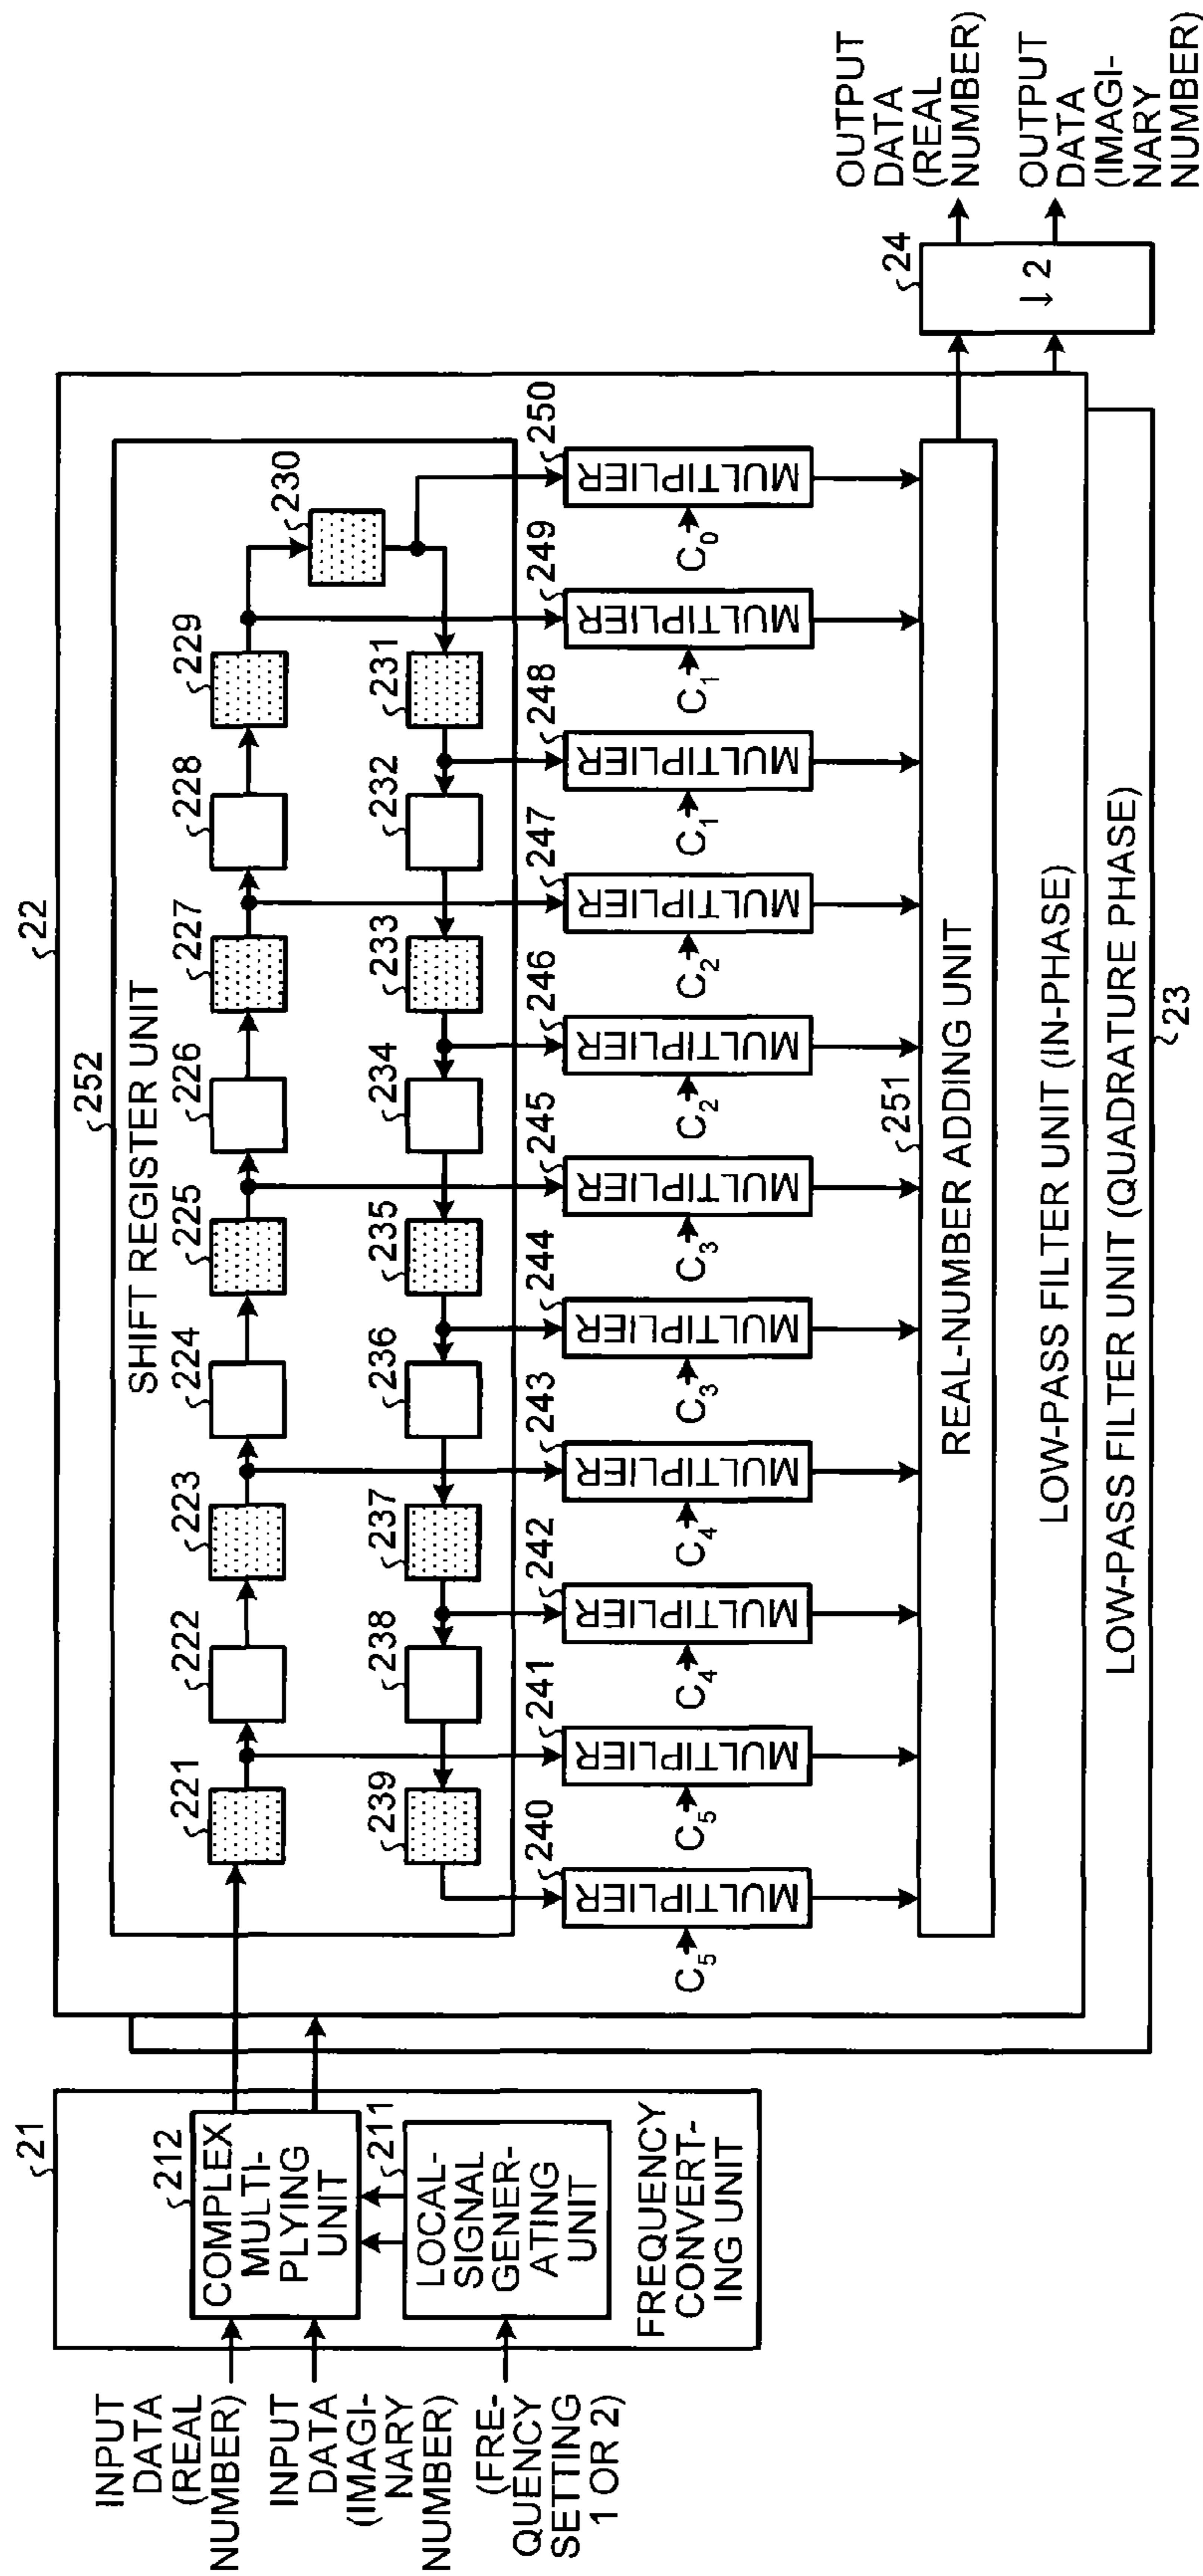 INPUT
DATA
(REAL
NUMBER)
INPUT
DATA
(IMAGI-
NARY
NUMBER)
(FRE-
QUENCY
SETTING
1 OR 2)
21
212
COMPLEX
MULTI-
PLYING
UNIT
211
LOCAL-
SIGNAL
GENER-
ATING
UNIT
FREQUENCY
CONVERT-
ING UNIT
22
252
SHIFT REGISTER UNIT
221
222
223
224
225
226
227
228
229
230
239
238
237
236
235
234
233
232
231
240
241
242
243
244
245
246
247
248
249
250
MULTIPLIER
MULTIPLIER
MULTIPLIER
MULTIPLIER
MULTIPLIER
MULTIPLIER
MULTIPLIER
MULTIPLIER
MULTIPLIER
MULTIPLIER
MULTIPLIER
C5
C5
C4
C4
C3
C3
C2
C2
C1
C1
C0
251
REAL-NUMBER ADDING UNIT
LOW-PASS FILTER UNIT (IN-PHASE)
LOW-PASS FILTER UNIT (QUADRATURE PHASE)
23
24
↓ 2
OUTPUT
DATA
(REAL
NUMBER)
OUTPUT
DATA
(IMAGI-
NARY
NUMBER)